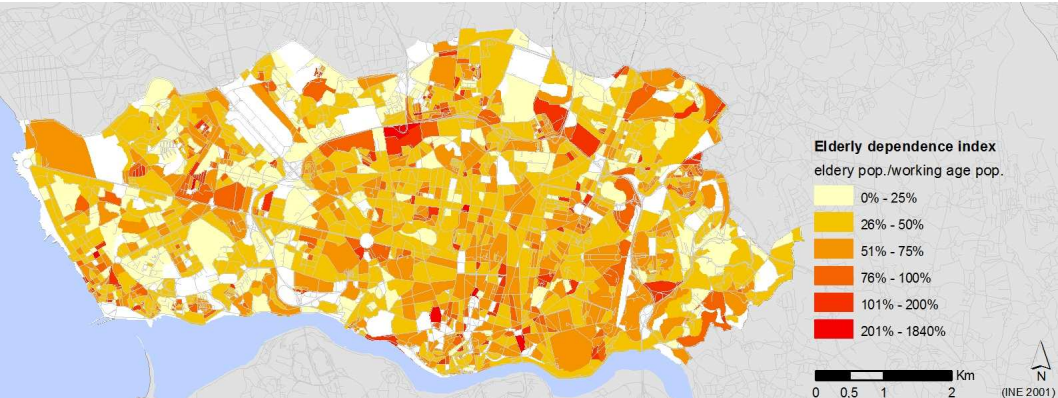 Elderly dependence index
eldery pop./working age pop.
0% - 25%
26% - 50%
51% - 75%
76% - 100%
101% - 200%
201% - 1840%
Km
0 0.5 1 2
N
(INE 2001)